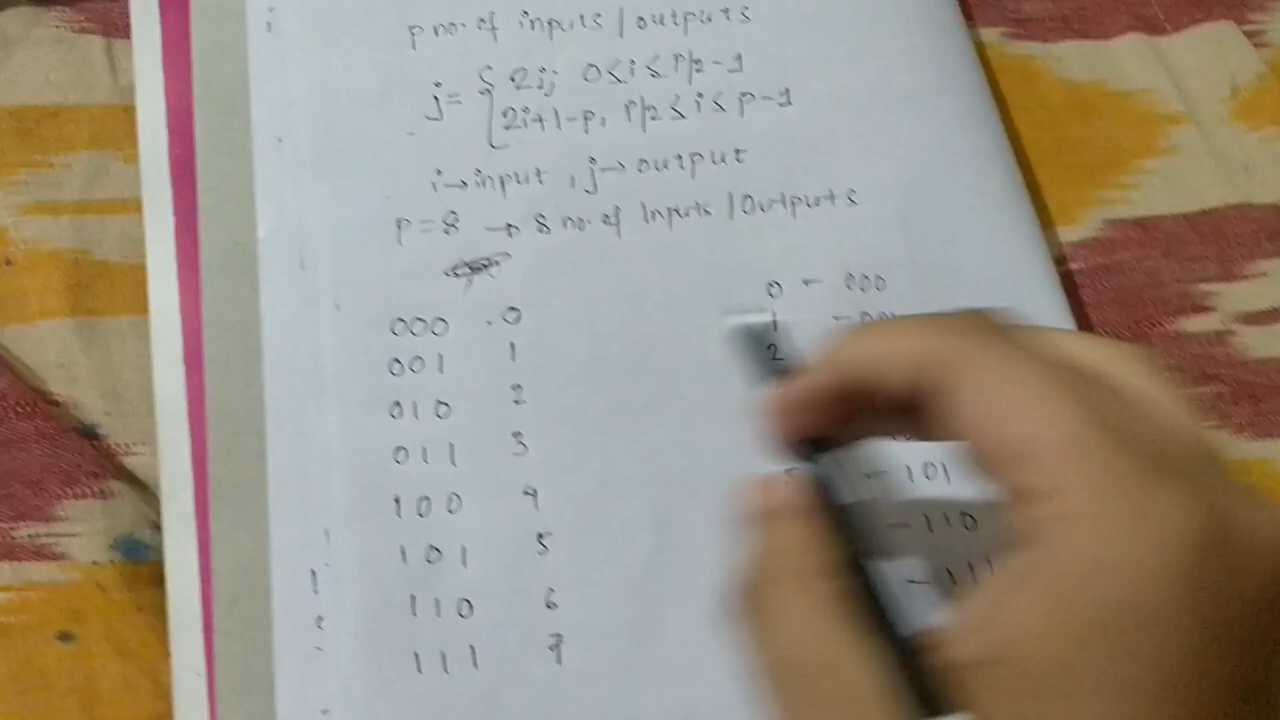 p no. of inputs / outputs
j = { 2i; 0 ≤ i ≤ p/2 - 1
2i+1-p, p/2 ≤ i ≤ p-1
i → input, j → output
p = 8 → 8 no. of Inputs / Outputs
000 0 0 - 000
001 1 1
010 2 2
011 3
100 4
101 5 - 101
110 6 - 110
111 7 - 111